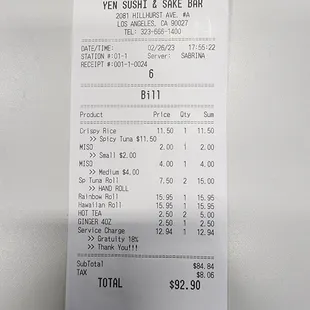 YEN SUSHI & SAKE BAR
2081 HILLHURST AVE. #A
LOS ANGELES, CA 90027
TEL: 323-666-1400
DATE/TIME: 02/26/23 17:55:22
STATION #:01-1 Server: SABRINA
RECEIPT #:001-1-0024
6
Bill
Product Price Qty Sum
Crispy Rice 11.50 1 11.50
>> Spicy Tuna $11.50
MISO 2.00 1 2.00
>> Small $2.00
MISO 4.00 1 4.00
>> Medium $4.00
Sp Tuna Roll 7.50 2 15.00
>> HAND ROLL
Rainbow Roll 15.95 1 15.95
Hawaiian Roll 15.95 1 15.95
HOT TEA 2.50 2 5.00
GINGER 4OZ 2.50 1 2.50
Service Charge 12.94 1 12.94
>> Gratuity 18%
>> Thank You!!!
SubTotal $84.84
TAX $8.06
TOTAL $92.90